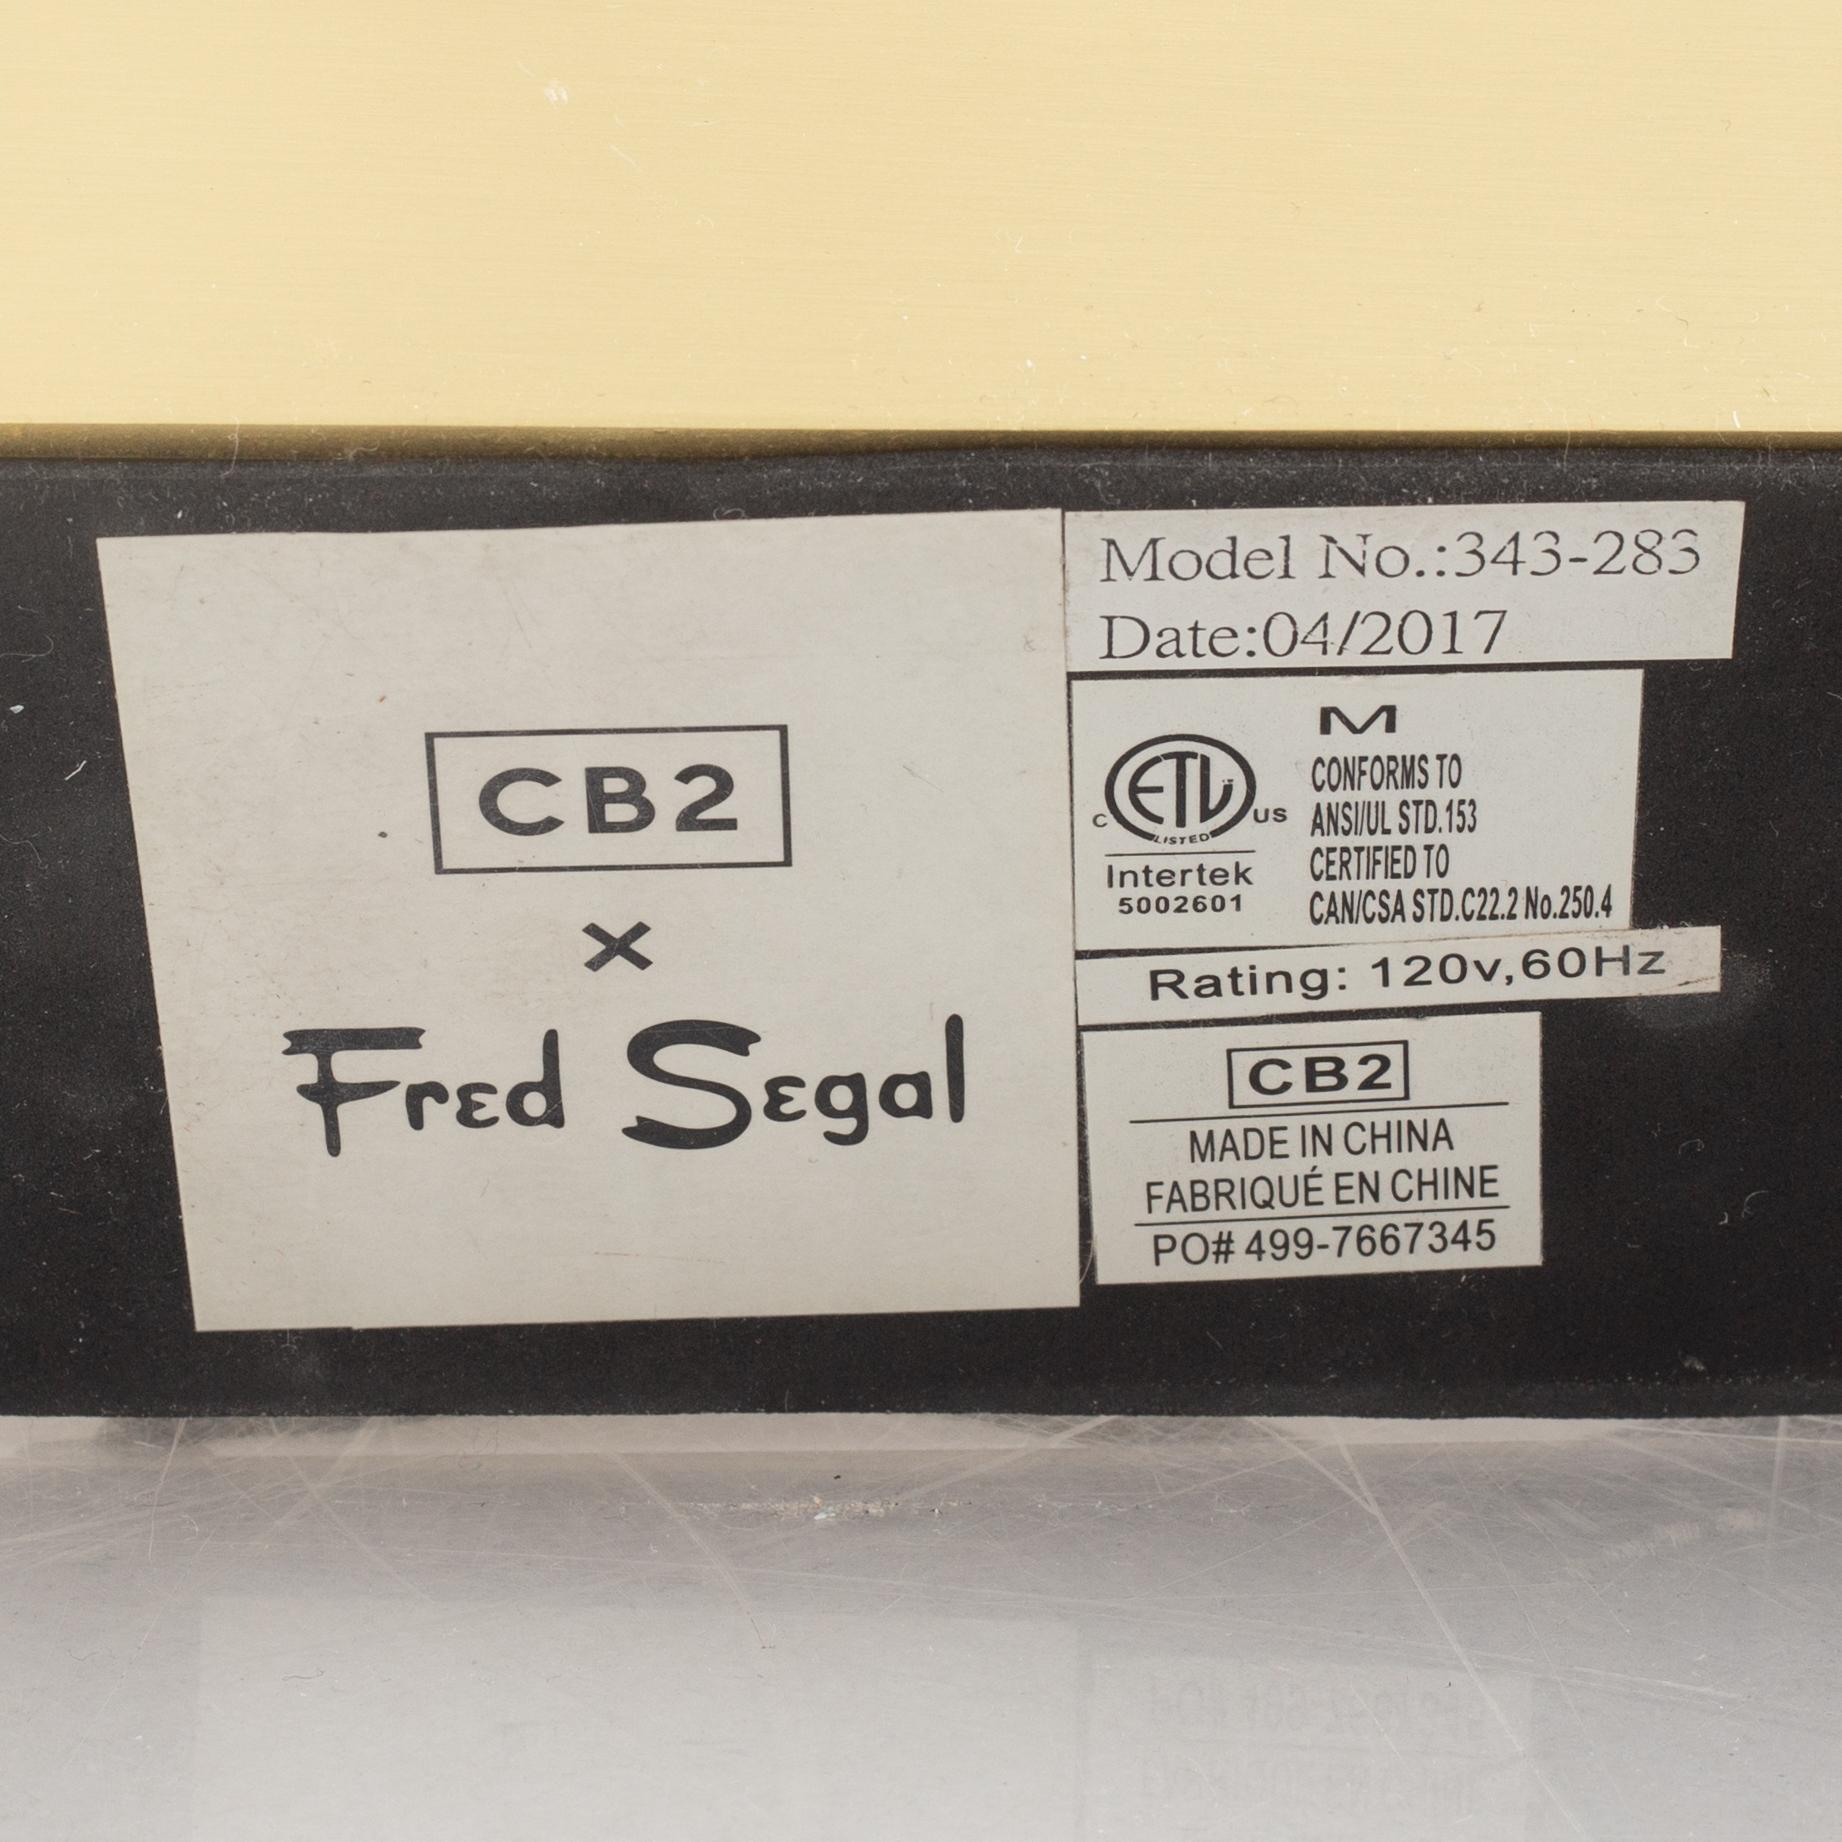 CB2
×
Fred Segal
Model No.:343-283
Date:04/2017
M
ETL
C US
LISTED
Intertek
5002601
CONFORMS TO
ANSI/UL STD.153
CERTIFIED TO
CAN/CSA STD.C22.2 No.250.4
Rating: 120v,60Hz
CB2
MADE IN CHINA
FABRIQUÉ EN CHINE
PO# 499-7667345